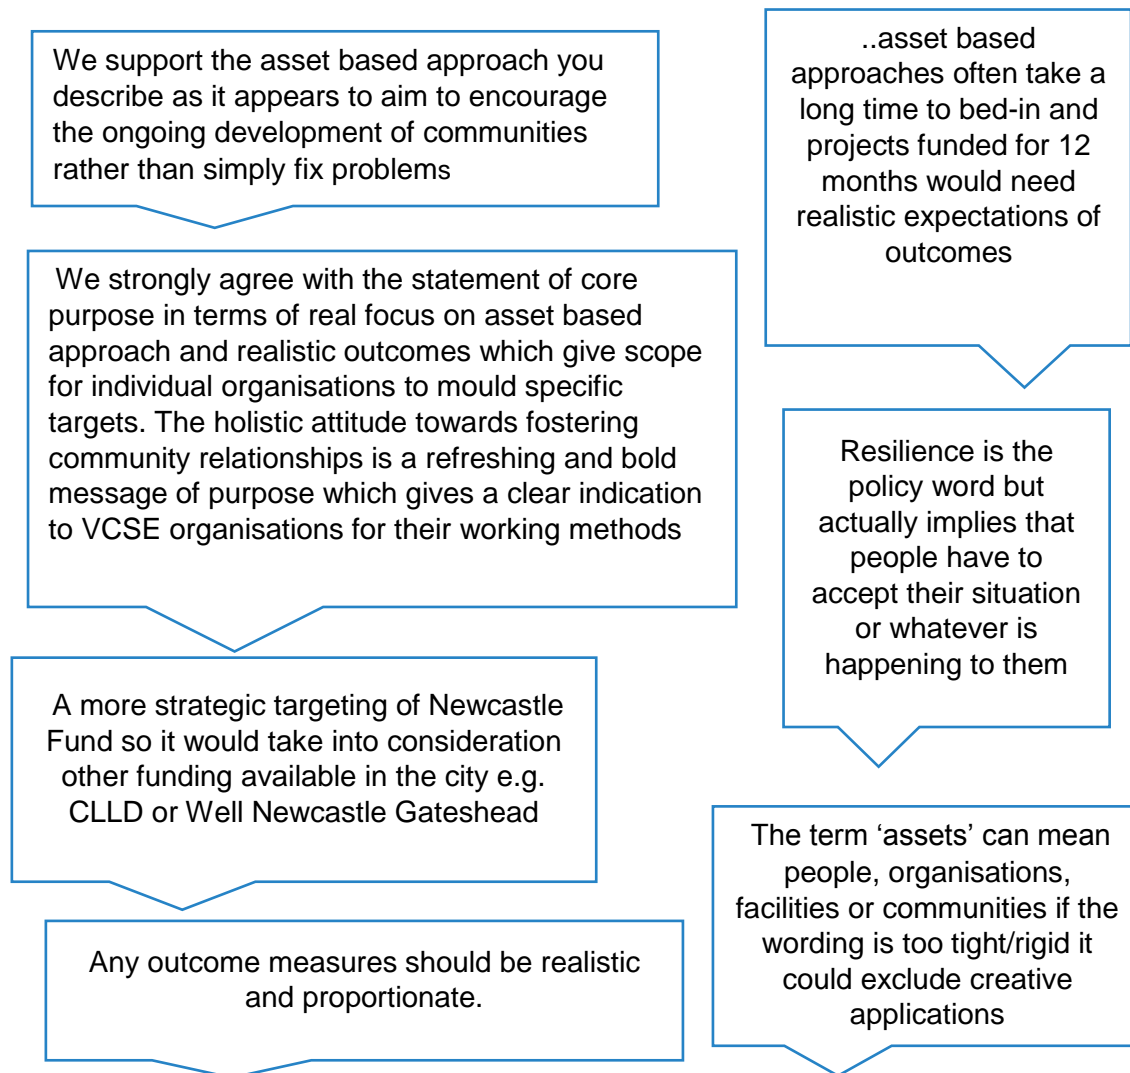 We support the asset based approach you
describe as it appears to aim to encourage
the ongoing development of communities
rather than simply fix problems
..asset based
approaches often take a
long time to bed-in and
projects funded for 12
months would need
realistic expectations of
outcomes
We strongly agree with the statement of core
purpose in terms of real focus on asset based
approach and realistic outcomes which give scope
for individual organisations to mould specific
targets. The holistic attitude towards fostering
community relationships is a refreshing and bold
message of purpose which gives a clear indication
to VCSE organisations for their working methods
Resilience is the
policy word but
actually implies that
people have to
accept their situation
or whatever is
happening to them
A more strategic targeting of Newcastle
Fund so it would take into consideration
other funding available in the city e.g.
CLLD or Well Newcastle Gateshead
The term ‘assets’ can mean
people, organisations,
facilities or communities if the
wording is too tight/rigid it
could exclude creative
applications
Any outcome measures should be realistic
and proportionate.